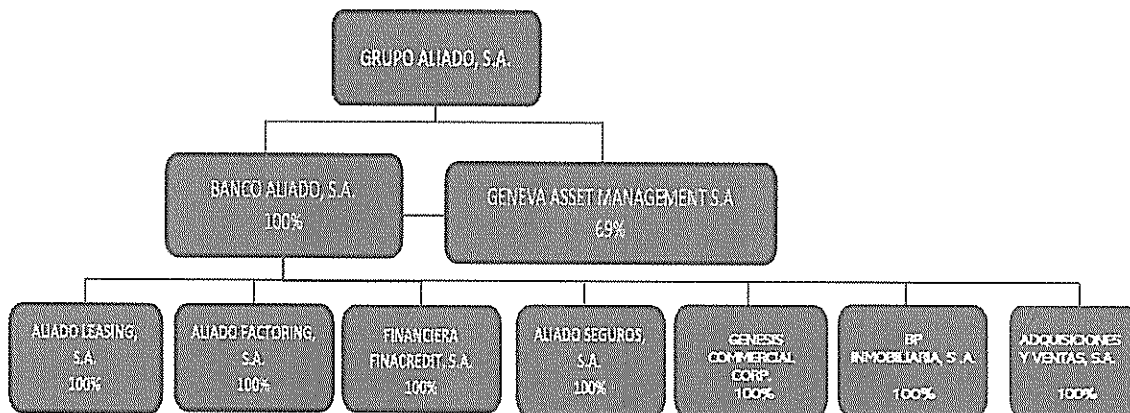 GRUPO ALIADO, S.A.
BANCO ALIADO, S.A.
100%
GENEVA ASSET MANAGEMENT S.A
69%
ALIADO LEASING,
S.A.
100%
ALIADO FACTORING,
S.A.
100%
FINANCIERA
FINACREDIT, S.A.
100%
ALIADO SEGUROS,
S.A.
100%
GENESIS
COMMERCIAL
CORP.
100%
BP
INMOBILIARIA, S .A.
100%
ADQUISICIONES
Y VENTAS, S.A.
100%